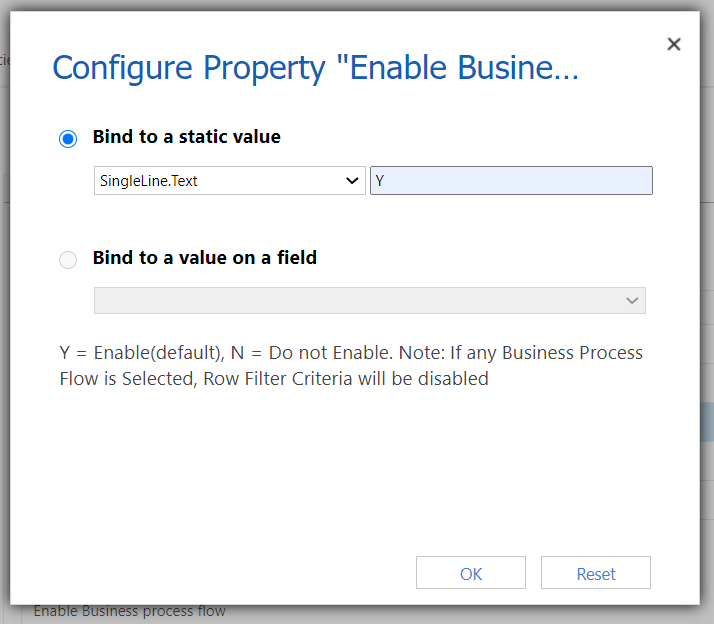 Configure Property "Enable Busine...
Bind to a static value
SingleLine.Text
Y
Bind to a value on a field
Y = Enable(default), N = Do not Enable. Note: If any Business Process
Flow is Selected, Row Filter Criteria will be disabled
OK
Reset
Enable Business process flow